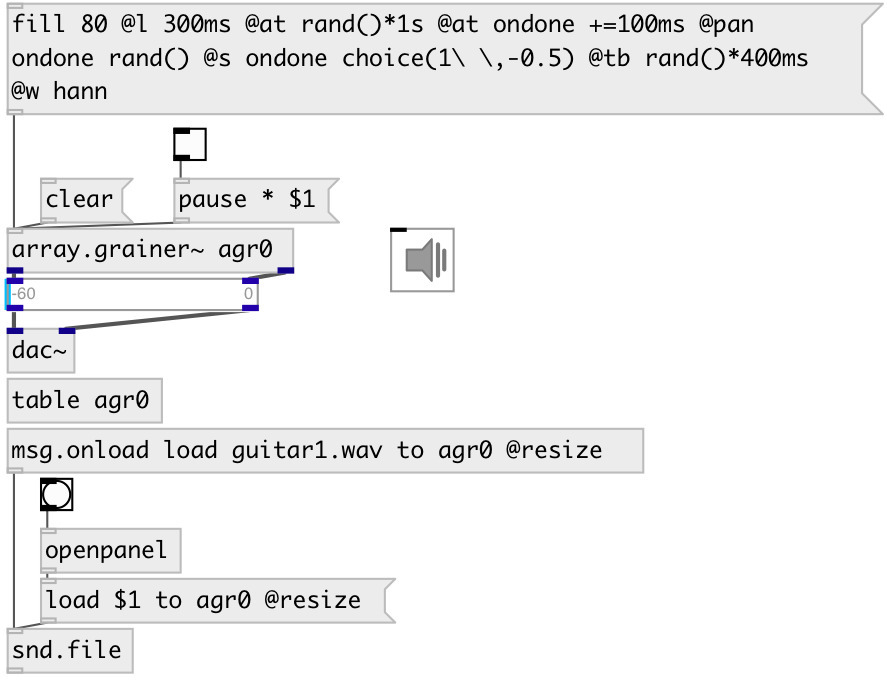 fill 80 @l 300ms @at rand()*1s @at ondone +=100ms @pan
ondone rand() @s ondone choice(1\ \,-0.5) @tb rand()*400ms
@w hann
clear
pause * $1
array.grainer~ agr0
-60
0
dac~
table agr0
msg.onload load guitar1.wav to agr0 @resize
openpanel
load $1 to agr0 @resize
snd.file